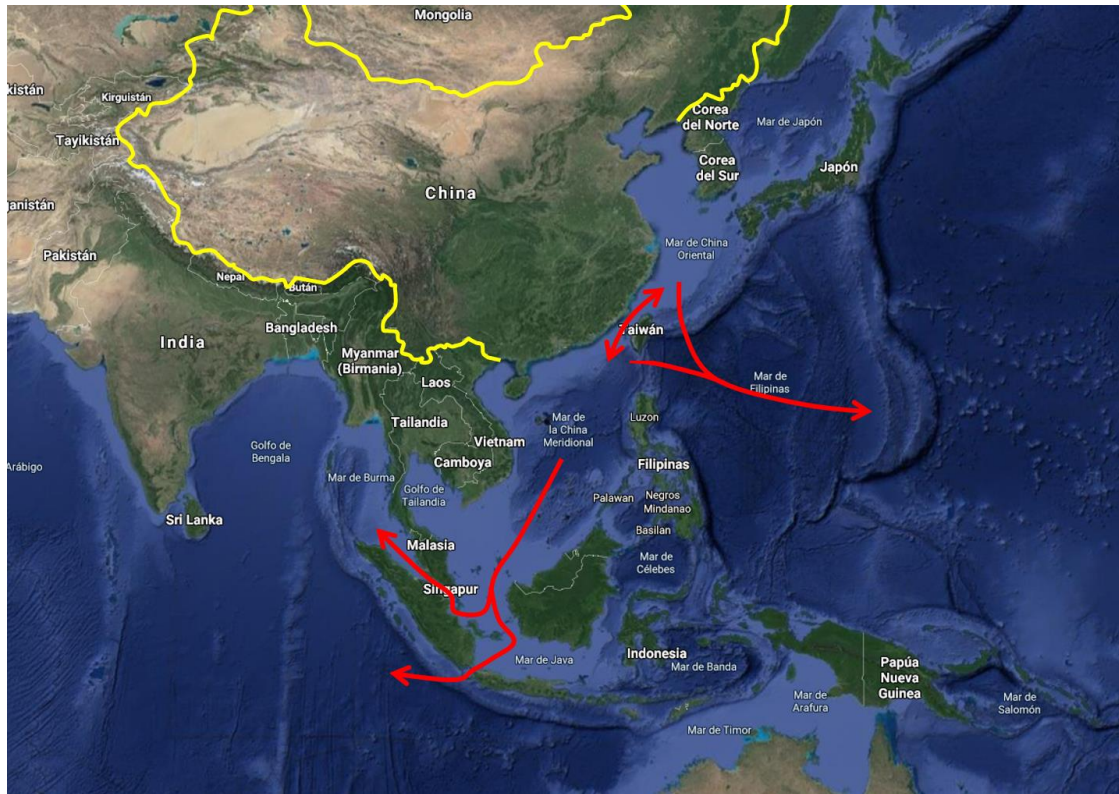 Mongolia
kistán
Kirguistán
Tayikistán
Corea
del Norte
Mar de Japón
Corea
del Sur
Japón
China
ganistán
Pakistán
Mar de China
Oriental
Nepal
Bután
Bangladesh
India
Taiwán
Myanmar
(Birmania)
Laos
Mar de
Filipinas
Tailandia
Mar de
la China
Meridional
Luzon
Vietnam
Golfo de
Bengala
Camboya
Filipinas
Arábigo
Mar de Burma
Golfo de
Tailandia
Palawan
Negros
Mindanao
Sri Lanka
Basilan
Malasia
Mar de
Célebes
Singapur
Indonesia
Mar de Java
Mar de Banda
Papúa
Nueva
Guinea
Mar de
Arafura
Mar de
Salomón
Mar de Timor